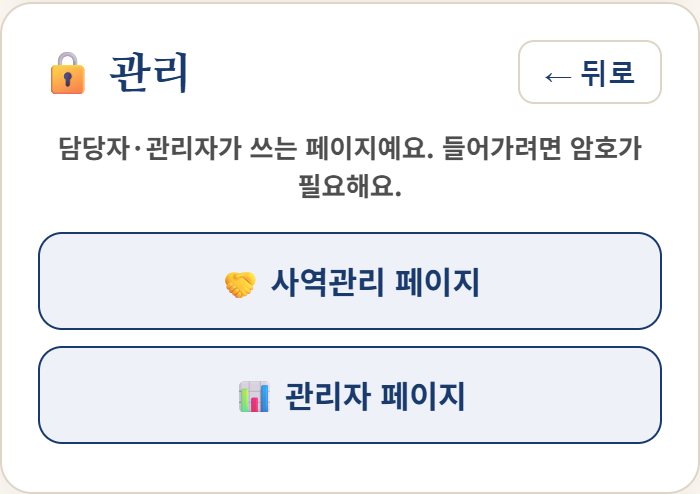 관리
← 뒤로
담당자·관리자가 쓰는 페이지예요. 들어가려면 암호가
필요해요.
사역관리 페이지
관리자 페이지